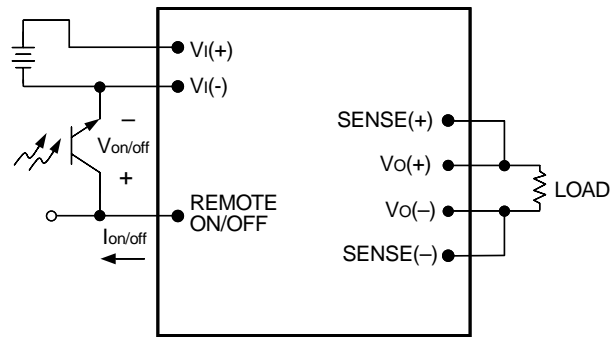 VI(+)
VI(-)
−
Von/off
+
REMOTE
ON/OFF
Ion/off
SENSE(+)
VO(+)
LOAD
VO(–)
SENSE(–)